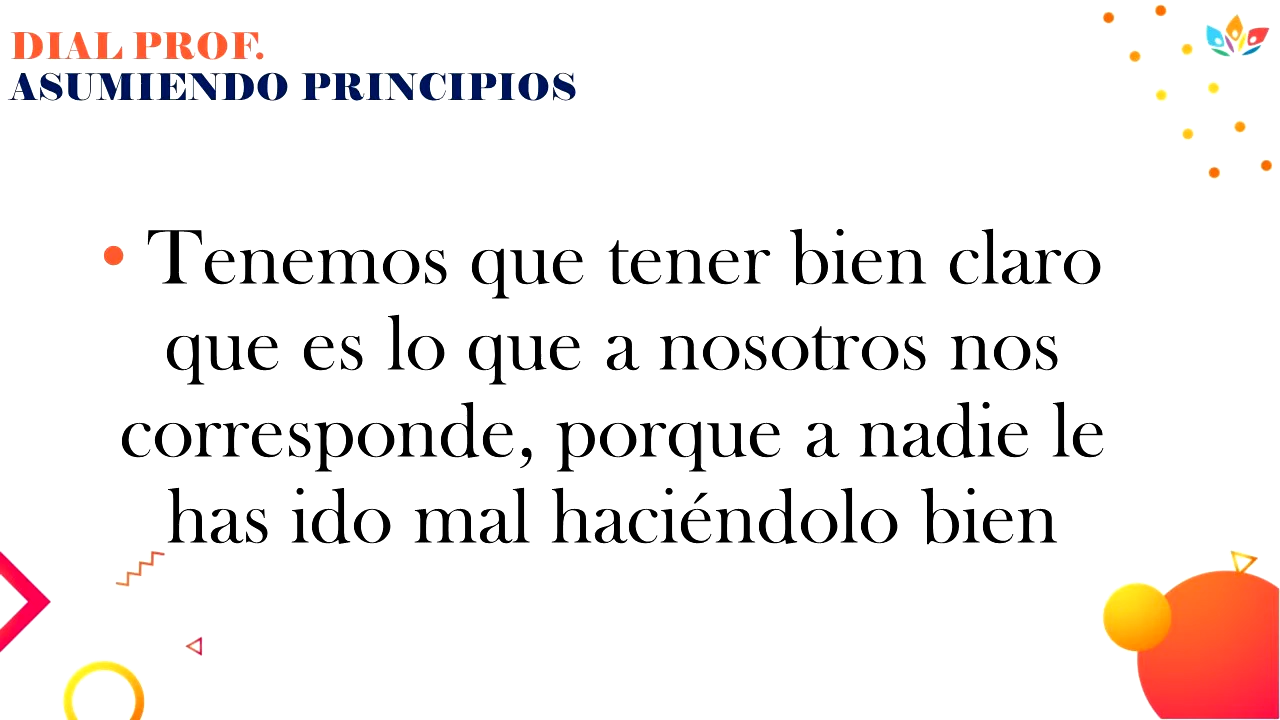 DIAL PROF.
ASUMIENDO PRINCIPIOS
• Tenemos que tener bien claro
que es lo que a nosotros nos
corresponde, porque a nadie le
has ido mal haciéndolo bien